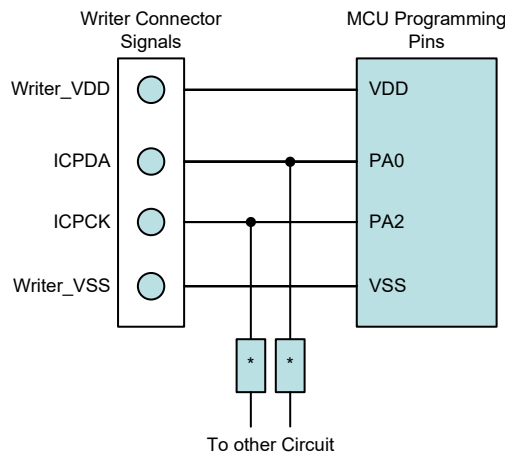 Writer Connector
Signals
MCU Programming
Pins
Writer_VDD
VDD
ICPDA
PA0
ICPCK
PA2
Writer_VSS
VSS
*
*
To other Circuit